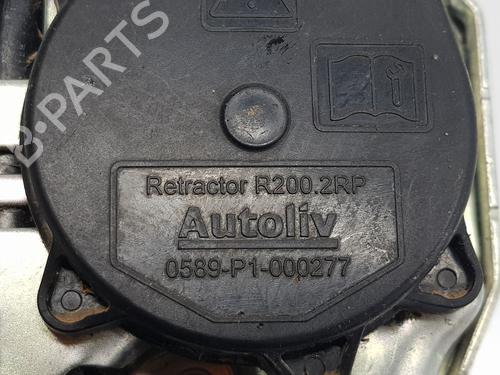 B-PARTS
Retractor R200.2RP
Autoliv
0589-P1-000277